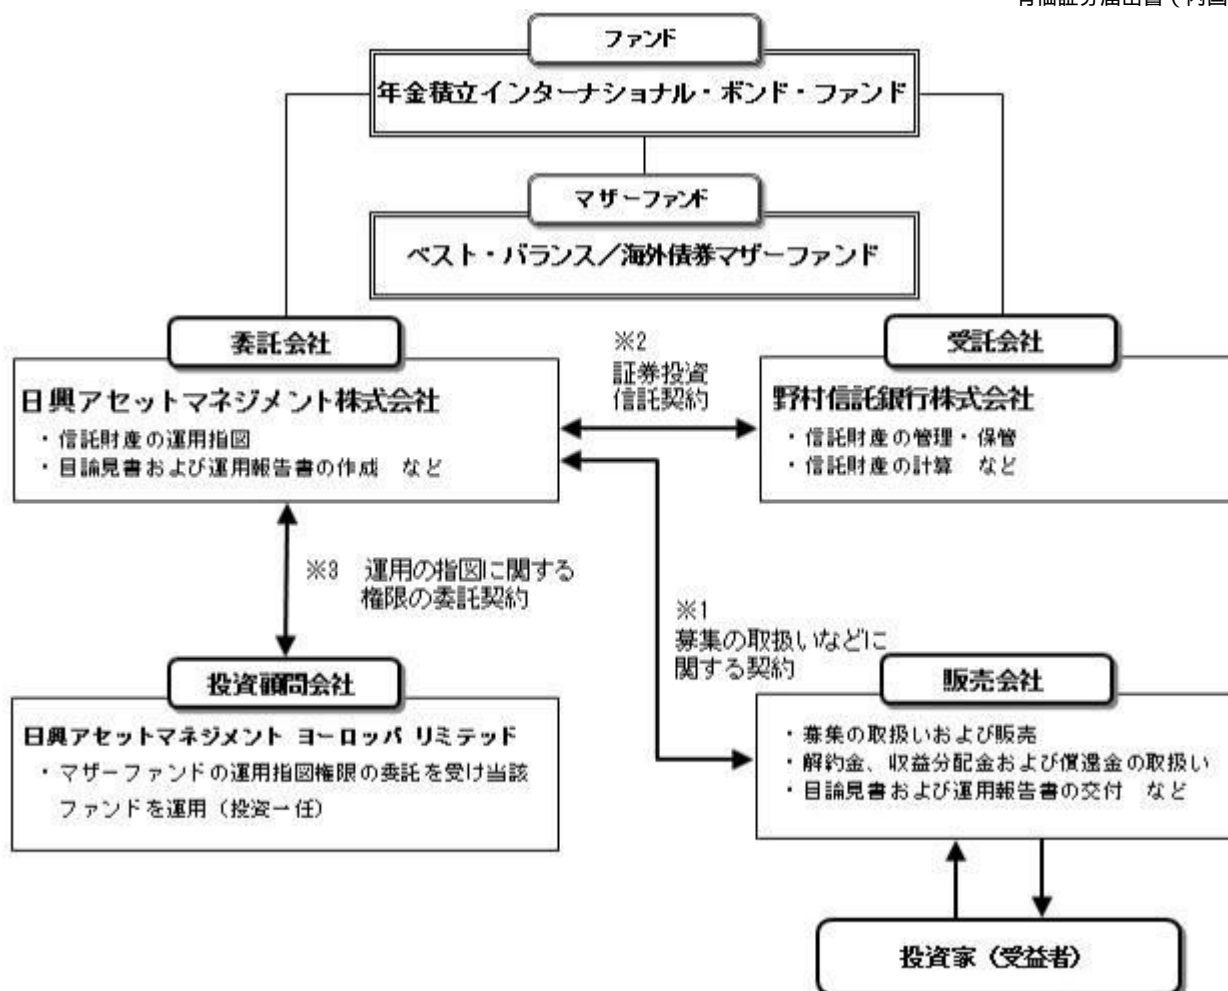 有価証券届出書（内国
ファンド
年金積立インターナショナル・ボンド・ファンド
マザーファンド
ベスト・バランス／海外債券マザーファンド
委託会社
日興アセットマネジメント株式会社
・信託財産の運用指図
・目論見書および運用報告書の作成 など
※2
証券投資
信託契約
受託会社
野村信託銀行株式会社
・信託財産の管理・保管
・信託財産の計算 など
※3 運用の指図に関する
権限の委託契約
※1
募集の取扱いなどに
関する契約
投資顧問会社
日興アセットマネジメント ヨーロッパ リミテッド
・マザーファンドの運用指図権限の委託を受け当該
ファンドを運用（投資一任）
販売会社
・募集の取扱いおよび販売
・解約金、収益分配金および償還金の取扱い
・目論見書および運用報告書の交付 など
投資家（受益者）